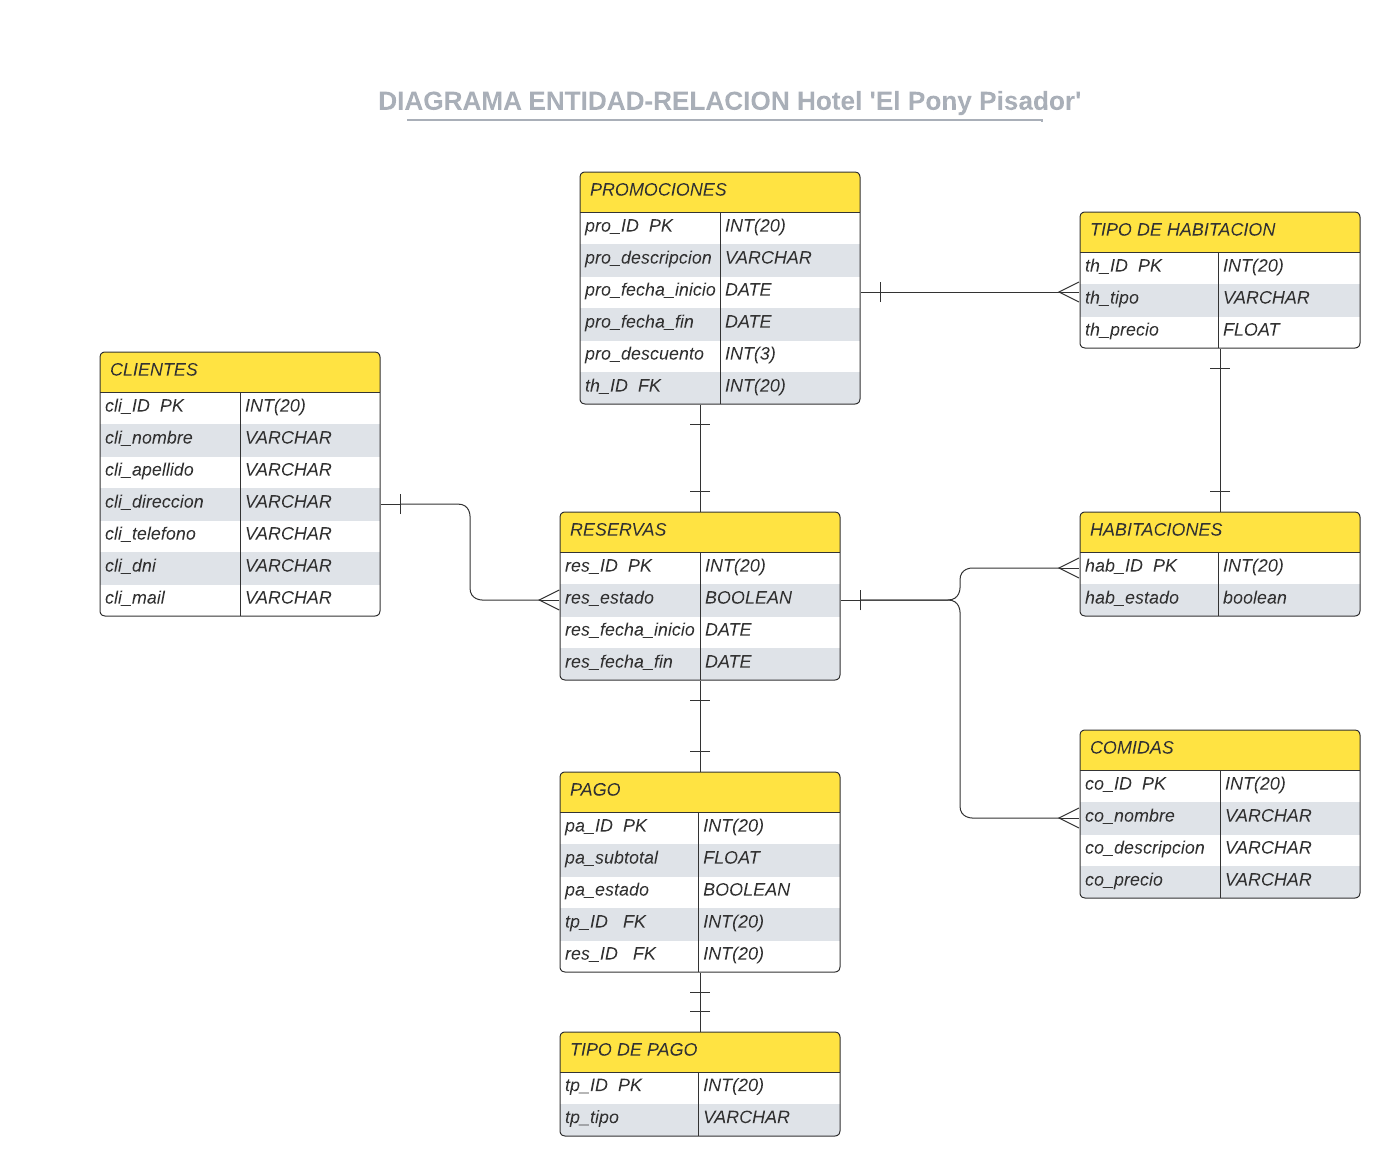 DIAGRAMA ENTIDAD-RELACION Hotel 'El Pony Pisador'
PROMOCIONES
pro_ID PK INT(20)
pro_descripcion VARCHAR
pro_fecha_inicio DATE
pro_fecha_fin DATE
pro_descuento INT(3)
th_ID FK INT(20)
TIPO DE HABITACION
th_ID PK INT(20)
th_tipo VARCHAR
th_precio FLOAT
CLIENTES
cli_ID PK INT(20)
cli_nombre VARCHAR
cli_apellido VARCHAR
cli_direccion VARCHAR
cli_telefono VARCHAR
cli_dni VARCHAR
cli_mail VARCHAR
RESERVAS
res_ID PK INT(20)
res_estado BOOLEAN
res_fecha_inicio DATE
res_fecha_fin DATE
HABITACIONES
hab_ID PK INT(20)
hab_estado boolean
COMIDAS
co_ID PK INT(20)
co_nombre VARCHAR
co_descripcion VARCHAR
co_precio VARCHAR
PAGO
pa_ID PK INT(20)
pa_subtotal FLOAT
pa_estado BOOLEAN
tp_ID FK INT(20)
res_ID FK INT(20)
TIPO DE PAGO
tp_ID PK INT(20)
tp_tipo VARCHAR